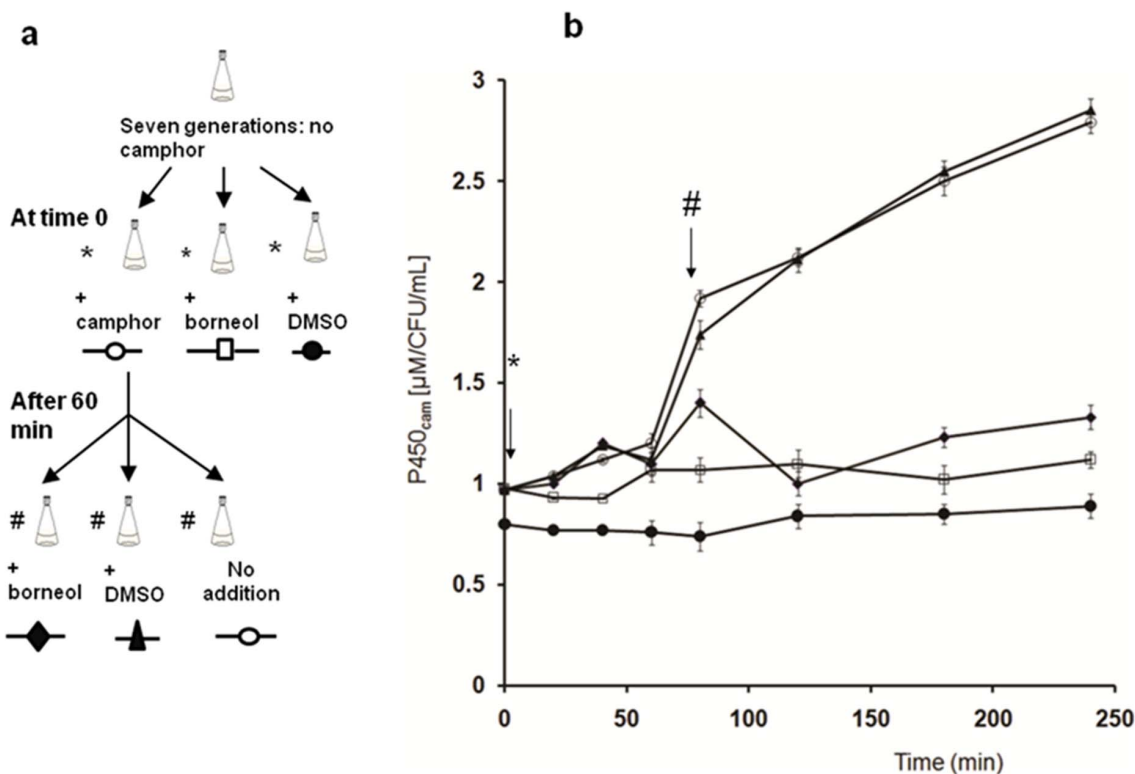 a
Seven generations: no
camphor
At time 0
* * *
+ + +
camphor borneol DMSO
After 60
min
# # #
+ + No
borneol DMSO addition
b
P450cam [µM/CFU/mL]
3
2.5
2
1.5
1
0.5
0
*
#
0 50 100 150 200 250
Time (min)